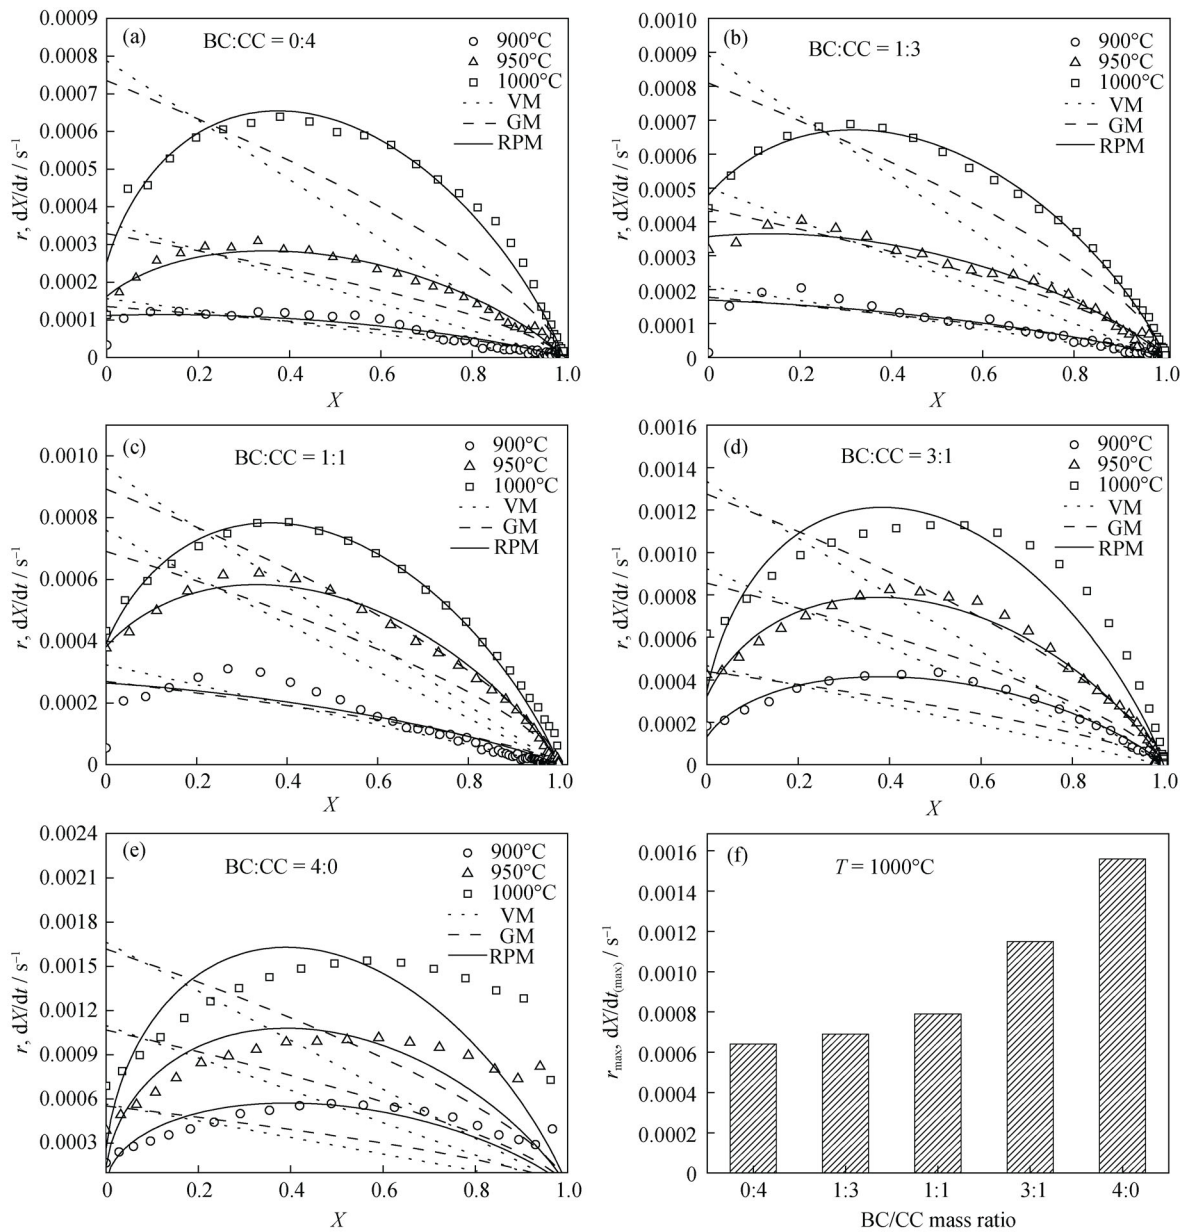 (a)
BC:CC = 0:4
900°C
950°C
1000°C
VM
GM
RPM
0.0009
0.0008
0.0007
0.0006
0.0005
0.0004
0.0003
0.0002
0.0001
0
r, dX/dt / s⁻¹
0 0.2 0.4 0.6 0.8 1.0
X
(b)
BC:CC = 1:3
900°C
950°C
1000°C
VM
GM
RPM
0.0010
0.0009
0.0008
0.0007
0.0006
0.0005
0.0004
0.0003
0.0002
0.0001
0
r, dX/dt / s⁻¹
0 0.2 0.4 0.6 0.8 1.0
X
(c)
BC:CC = 1:1
900°C
950°C
1000°C
VM
GM
RPM
0.0010
0.0008
0.0006
0.0004
0.0002
0
r, dX/dt / s⁻¹
0 0.2 0.4 0.6 0.8 1.0
X
(d)
BC:CC = 3:1
900°C
950°C
1000°C
VM
GM
RPM
0.0016
0.0014
0.0012
0.0010
0.0008
0.0006
0.0004
0.0002
0
r, dX/dt / s⁻¹
0 0.2 0.4 0.6 0.8 1.0
X
(e)
BC:CC = 4:0
900°C
950°C
1000°C
VM
GM
RPM
0.0024
0.0021
0.0018
0.0015
0.0012
0.0009
0.0006
0.0003
r, dX/dt / s⁻¹
0 0.2 0.4 0.6 0.8 1.0
X
(f)
T = 1000°C
0.0016
0.0014
0.0012
0.0010
0.0008
0.0006
0.0004
0.0002
0
r_max, dX/dt_(max) / s⁻¹
0:4 1:3 1:1 3:1 4:0
BC/CC mass ratio